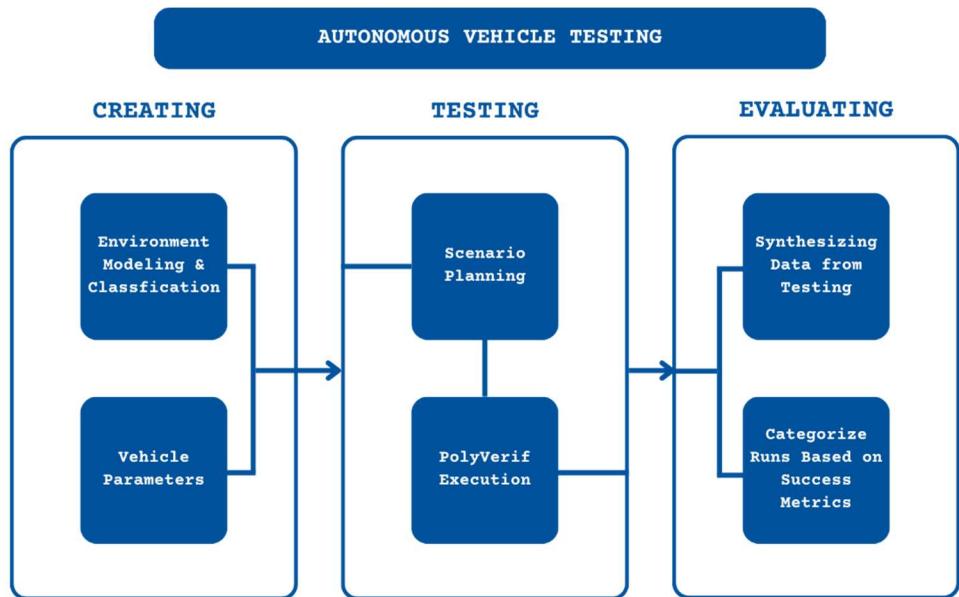 AUTONOMOUS VEHICLE TESTING
CREATING
TESTING
EVALUATING
Environment
Modeling &
Classfication
Vehicle
Parameters
Scenario
Planning
PolyVerif
Execution
Synthesizing
Data from
Testing
Categorize
Runs Based on
Success
Metrics